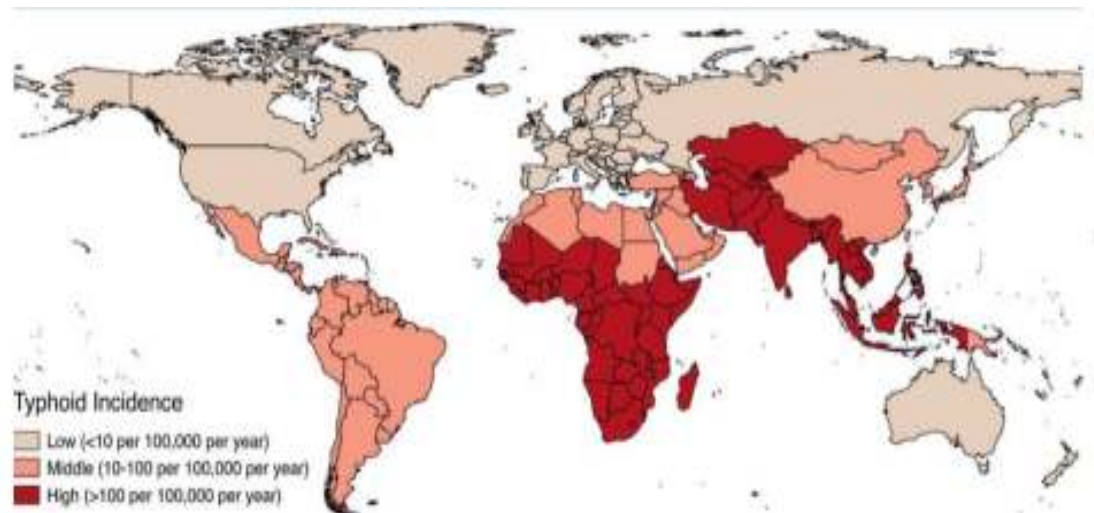 Typhoid Incidence
Low (<10 per 100,000 per year)
Middle (10-100 per 100,000 per year)
High (>100 per 100,000 per year)